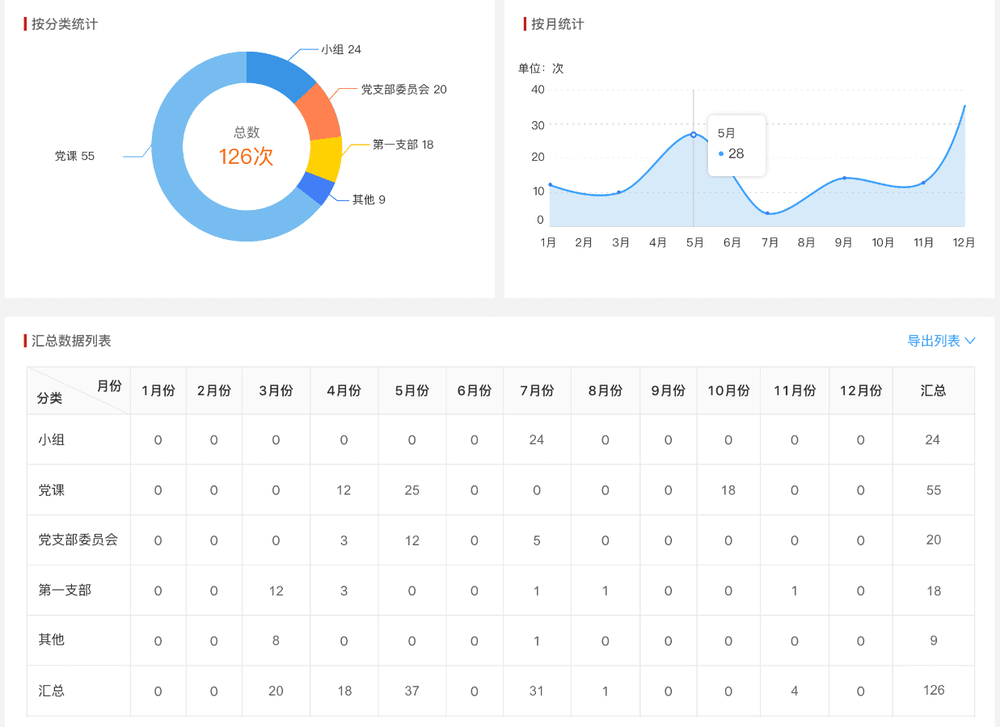 按分类统计
小组 24
党支部委员会 20
总数
126次
第一支部 18
党课 55
其他 9
按月统计
单位：次
40
30
20
10
0
5月
28
1月 2月 3月 4月 5月 6月 7月 8月 9月 10月 11月 12月
汇总数据列表
导出列表
月份
分类
1月份 2月份 3月份 4月份 5月份 6月份 7月份 8月份 9月份 10月份 11月份 12月份 汇总
小组 0 0 0 0 0 0 24 0 0 0 0 0 24
党课 0 0 0 12 25 0 0 0 0 18 0 0 55
党支部委员会 0 0 0 3 12 0 5 0 0 0 0 0 20
第一支部 0 0 12 3 0 0 1 1 0 0 1 0 18
其他 0 0 8 0 0 0 1 0 0 0 0 0 9
汇总 0 0 20 18 37 0 31 1 0 0 4 0 126